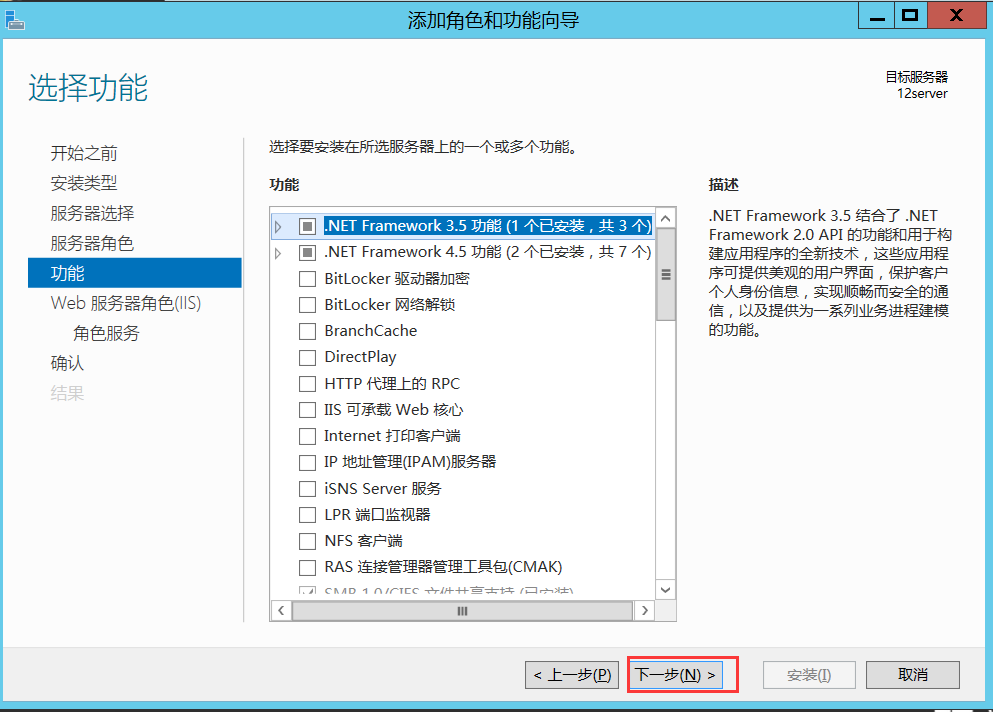 添加角色和功能向导
选择功能
目标服务器
12server
开始之前
安装类型
服务器选择
服务器角色
功能
Web 服务器角色(IIS)
角色服务
确认
结果
选择要安装在所选服务器上的一个或多个功能。
功能
.NET Framework 3.5 功能 (1 个已安装，共 3 个)
.NET Framework 4.5 功能 (2 个已安装，共 7 个)
BitLocker 驱动器加密
BitLocker 网络解锁
BranchCache
DirectPlay
HTTP 代理上的 RPC
IIS 可承载 Web 核心
Internet 打印客户端
IP 地址管理(IPAM)服务器
iSNS Server 服务
LPR 端口监视器
NFS 客户端
RAS 连接管理器管理工具包(CMAK)
SMB 1.0/CIFS 文件共享支持 (已安装)
描述
.NET Framework 3.5 结合了 .NET
Framework 2.0 API 的功能和用于构
建应用程序的全新技术，这些应用程
序可提供美观的用户界面，保护客户
个人身份信息，实现顺畅而安全的通
信，以及提供为一系列业务进程建模
的功能。
< 上一步(P)
下一步(N) >
安装(I)
取消